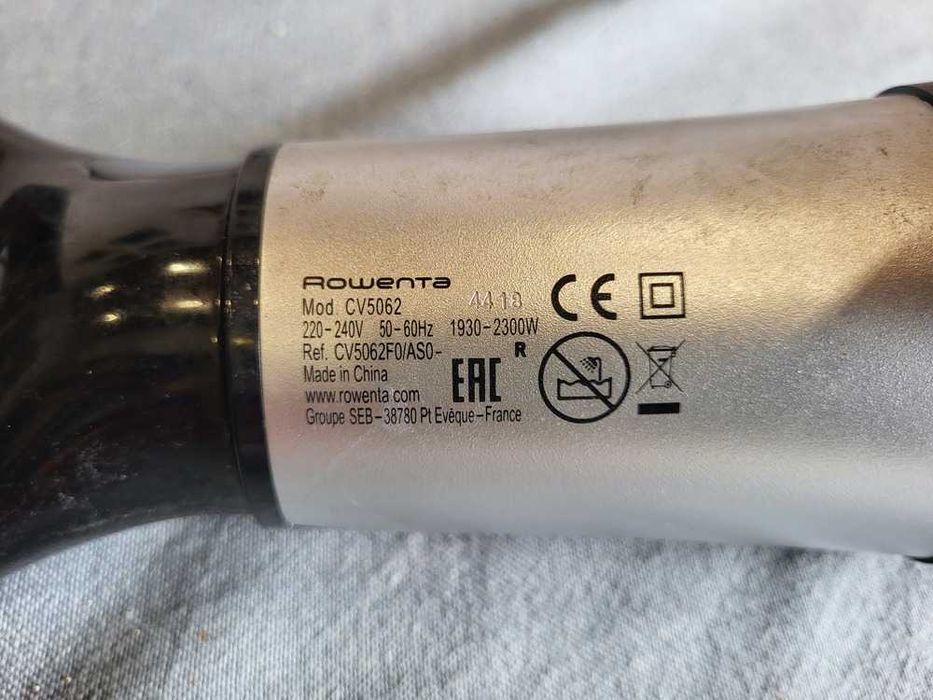 Rowenta
Mod CV5062 4418
220-240V 50-60Hz 1930-2300W
Ref. CV5062F0/AS0- R
Made in China
www.rowenta com
Groupe SEB-38780 Pt Evêque-France
CE
EAC